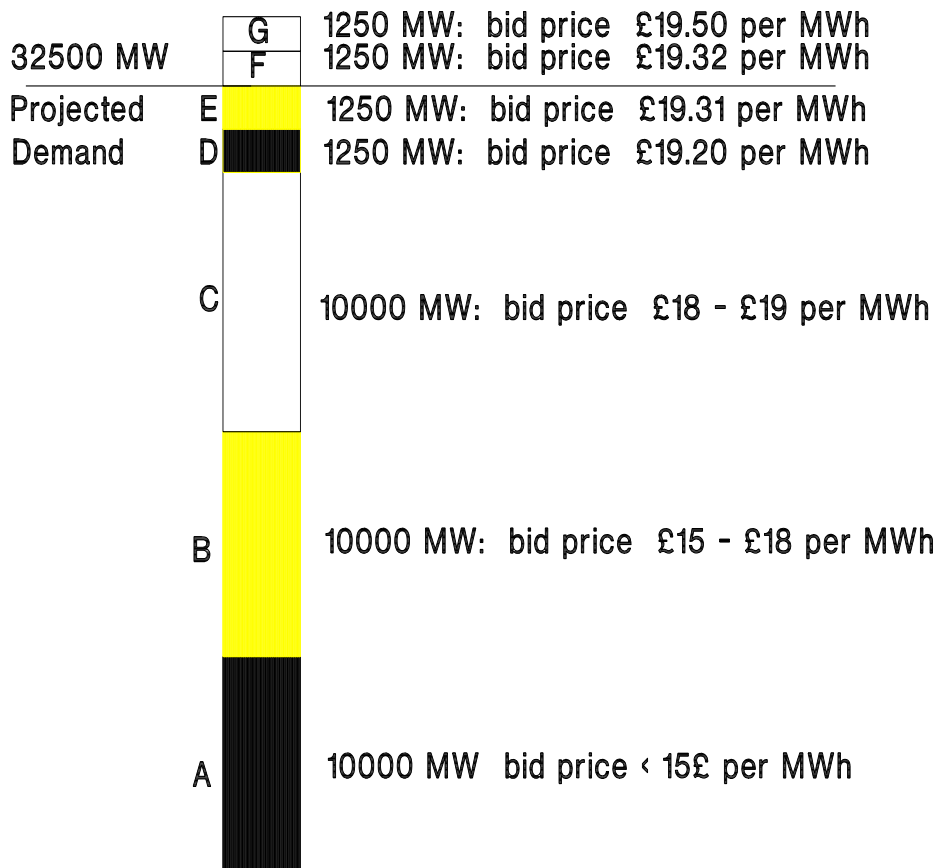 G 1250 MW: bid price £19.50 per MWh
32500 MW F 1250 MW: bid price £19.32 per MWh
Projected E 1250 MW: bid price £19.31 per MWh
Demand D 1250 MW: bid price £19.20 per MWh
C 10000 MW: bid price £18 - £19 per MWh
B 10000 MW: bid price £15 - £18 per MWh
A 10000 MW bid price < 15£ per MWh